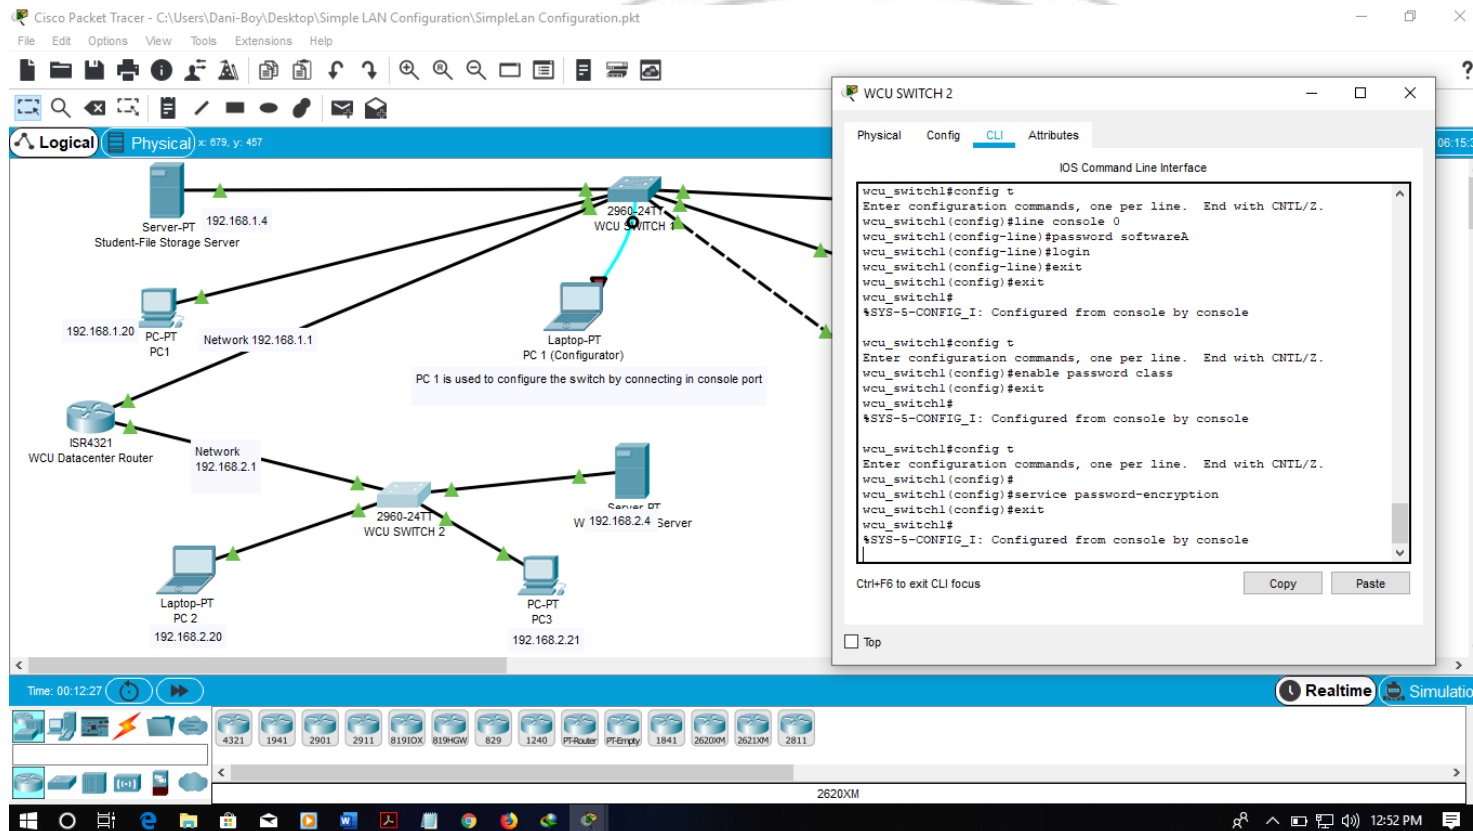 Cisco Packet Tracer - C:\Users\Dani-Boy\Desktop\Simple LAN Configuration\SimpleLan Configuration.pkt
File Edit Options View Tools Extensions Help
?
Logical
Physical
x: 679, y: 457
06:15:3
Server-PT
Student-File Storage Server
192.168.1.4
2960-24TT
WCU SWITCH 1
192.168.1.20
PC-PT
PC1
Network 192.168.1.1
Laptop-PT
PC 1 (Configurator)
PC 1 is used to configure the switch by connecting in console port
ISR4321
WCU Datacenter Router
Network
192.168.2.1
2960-24TT
WCU SWITCH 2
Server-PT
W 192.168.2.4 Server
Laptop-PT
PC 2
192.168.2.20
PC-PT
PC3
192.168.2.21
WCU SWITCH 2
Physical Config CLI Attributes
IOS Command Line Interface
wcu_switch1#config t
Enter configuration commands, one per line. End with CNTL/Z.
wcu_switch1(config)#line console 0
wcu_switch1(config-line)#password softwareA
wcu_switch1(config-line)#login
wcu_switch1(config-line)#exit
wcu_switch1(config)#exit
wcu_switch1#
%SYS-5-CONFIG_I: Configured from console by console
wcu_switch1#config t
Enter configuration commands, one per line. End with CNTL/Z.
wcu_switch1(config)#enable password class
wcu_switch1(config)#exit
wcu_switch1#
%SYS-5-CONFIG_I: Configured from console by console
wcu_switch1#config t
Enter configuration commands, one per line. End with CNTL/Z.
wcu_switch1(config)#
wcu_switch1(config)#service password-encryption
wcu_switch1(config)#exit
wcu_switch1#
%SYS-5-CONFIG_I: Configured from console by console
Ctrl+F6 to exit CLI focus
Copy
Paste
Top
Time: 00:12:27
Realtime
Simulatio
4321 1941 2901 2911 819IOX 819HGW 829 1240 PT-Router PT-Empty 1841 2620XM 2621XM 2811
2620XM
12:52 PM